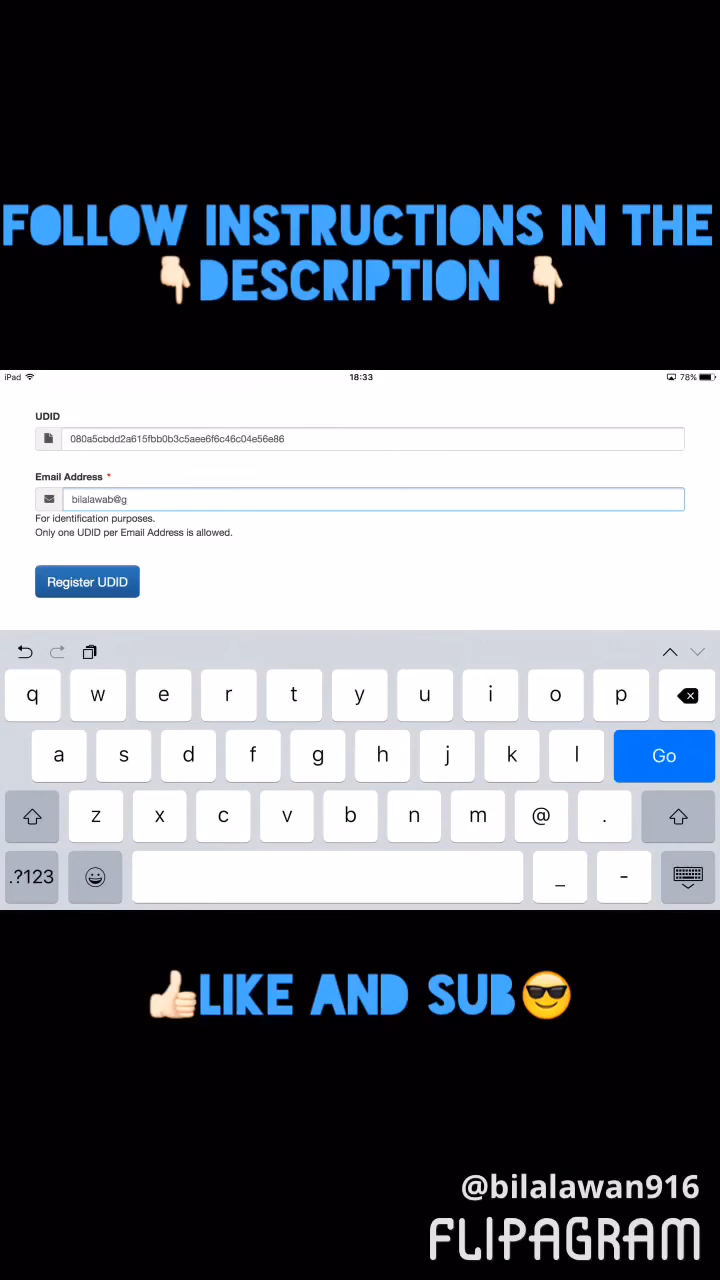 FOLLOW INSTRUCTIONS IN THE
👇🏻DESCRIPTION 👇🏻
iPad 18:33 78%
UDID
080a5cbdd2a615fbb0b3c5aee6f6c46c04e56e86
Email Address *
bilalawab@g
For identification purposes.
Only one UDID per Email Address is allowed.
Register UDID
q w e r t y u i o p
a s d f g h j k l Go
z x c v b n m @ .
.?123 _ -
👍🏻LIKE AND SUB😎
@bilalawan916
FLIPAGRAM